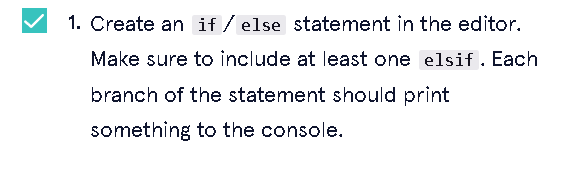 1. Create an if/else statement in the editor.
Make sure to include at least one elsif. Each
branch of the statement should print
something to the console.